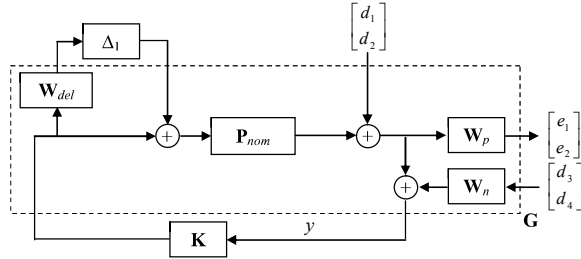 d₁
d₂
Δ₁
W_del
+
P_nom
+
W_p
e₁
e₂
+
W_n
d₃
d₄
G
K
y